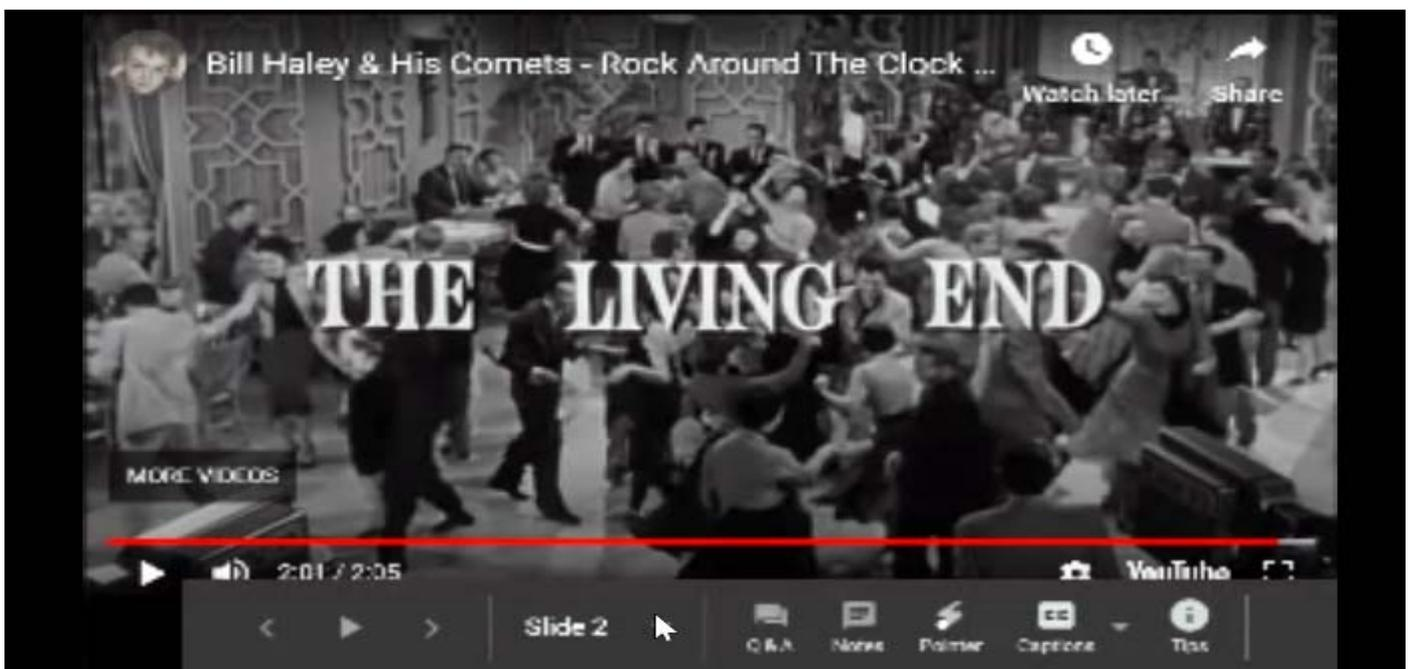 Bill Haley & His Comets - Rock Around The Clock ...
Watch later Share
THE LIVING END
MORE VIDEOS
2:01 / 2:05 YouTube
Slide 2 Q&A Notes Pointer Captions Tips